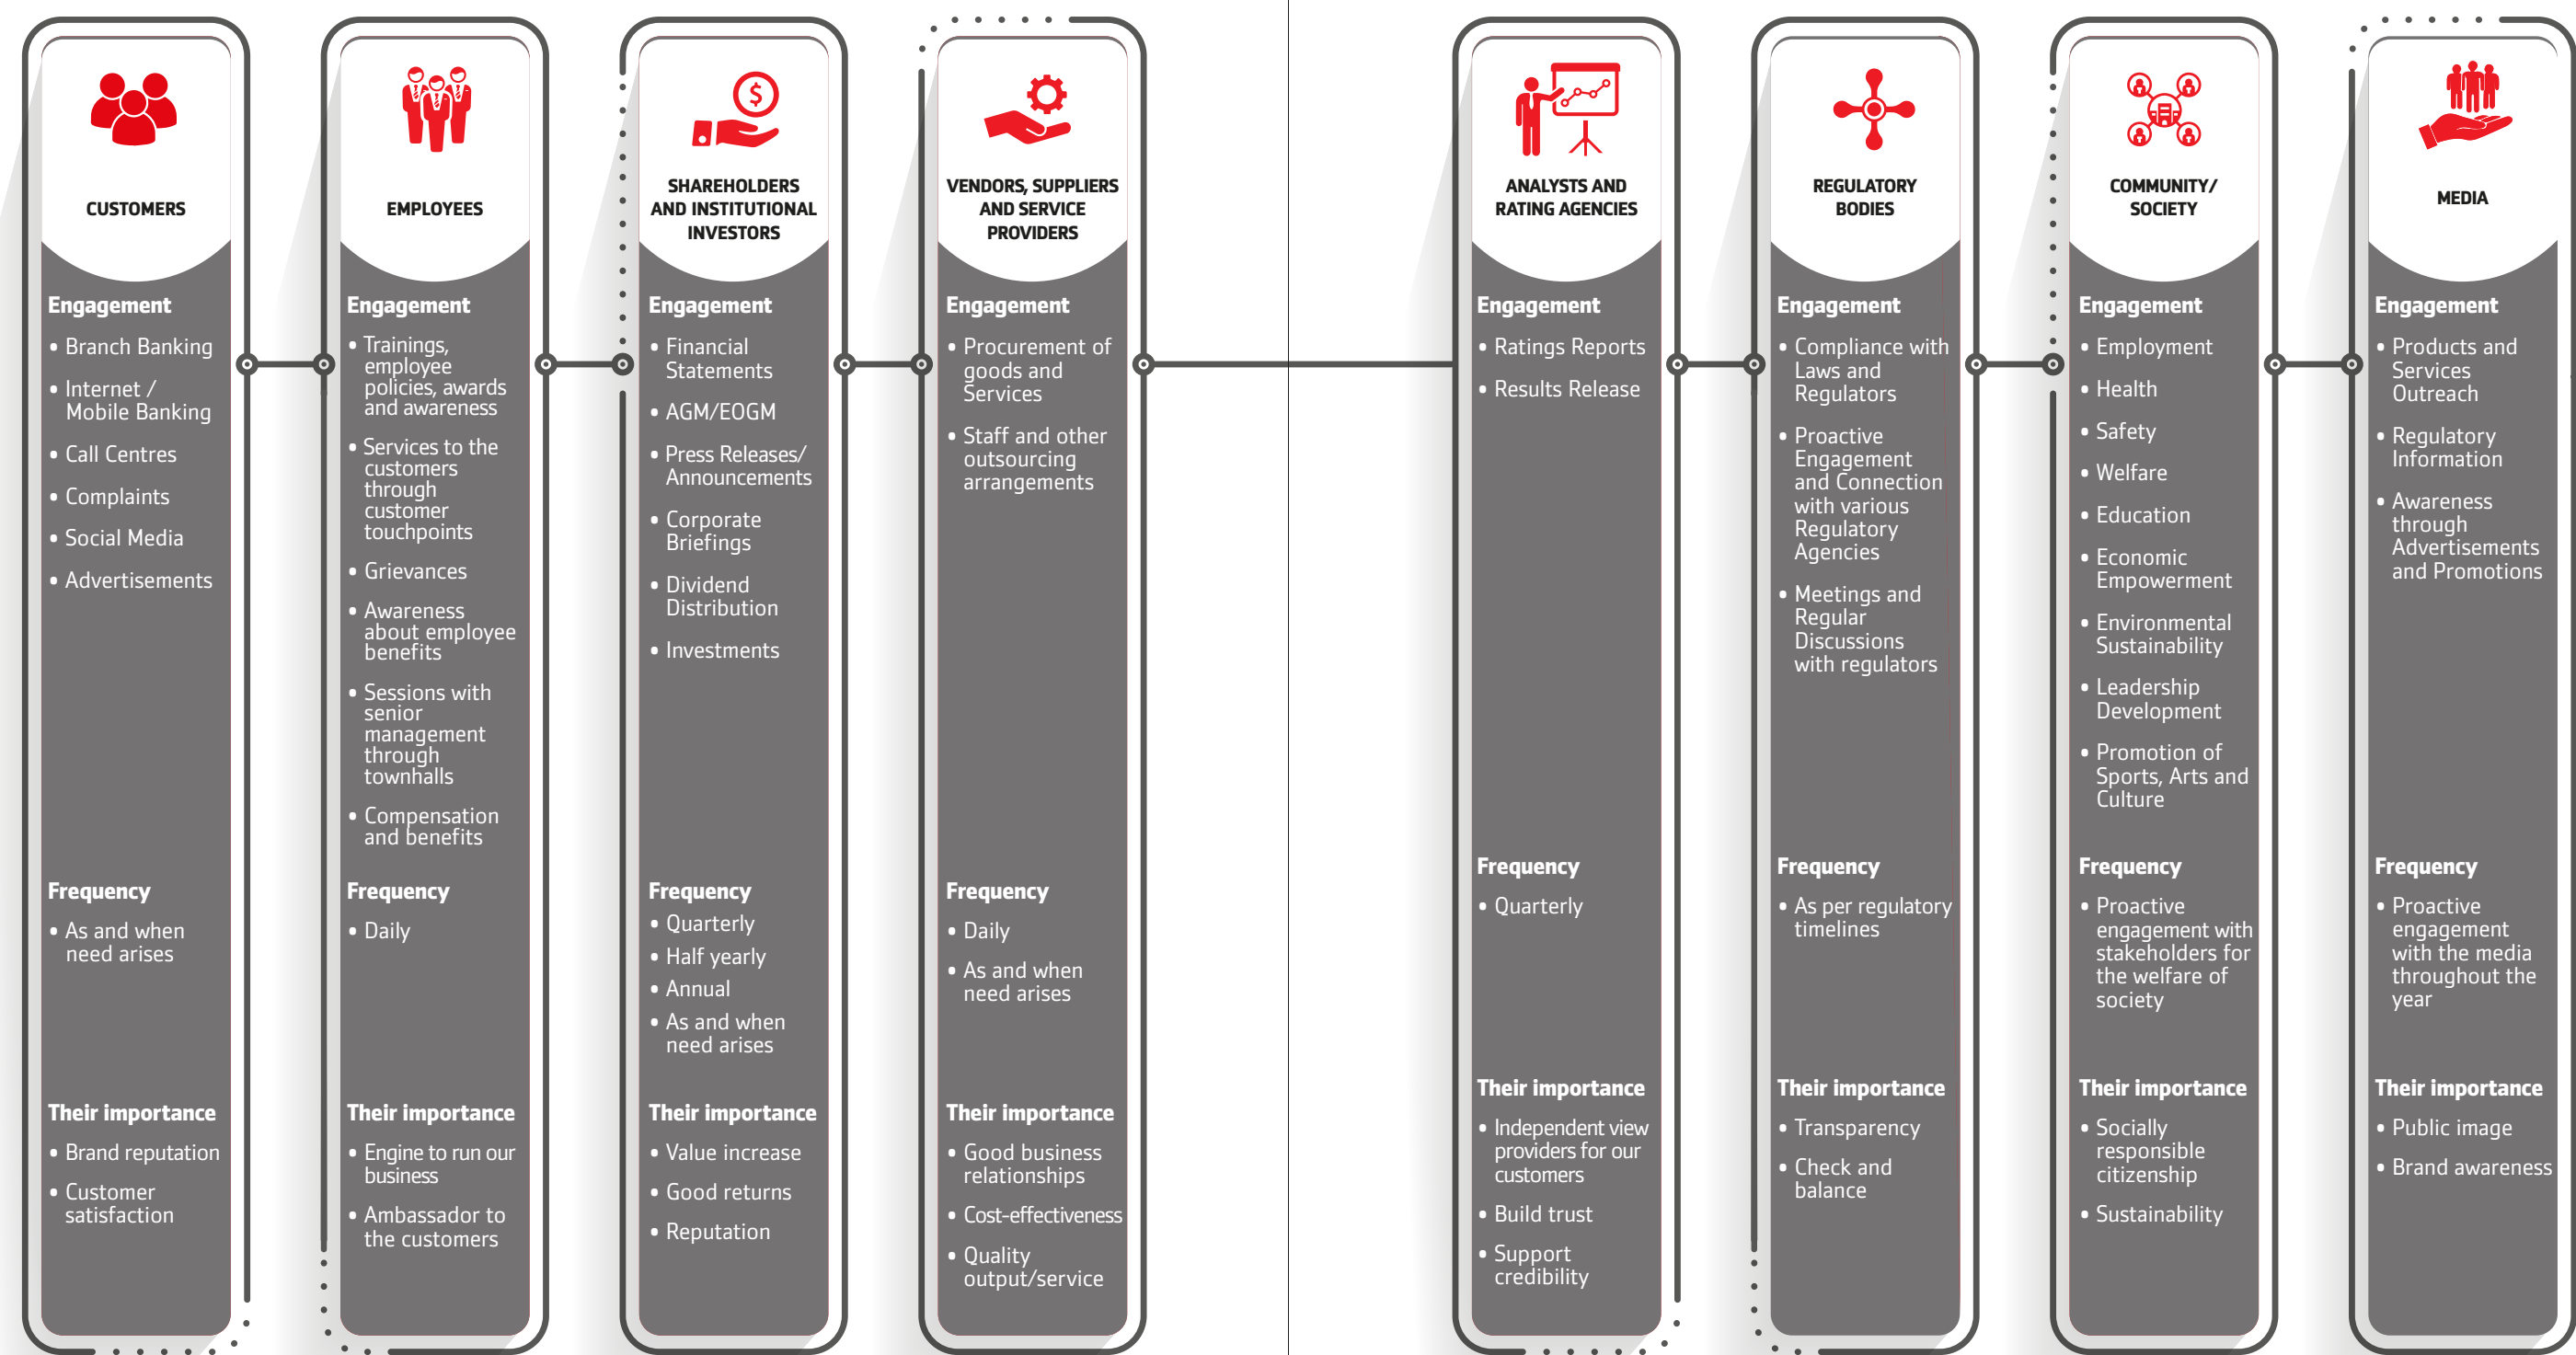 CUSTOMERS
Engagement
• Branch Banking
• Internet /
Mobile Banking
• Call Centres
• Complaints
• Social Media
• Advertisements
Frequency
• As and when
need arises
Their importance
• Brand reputation
• Customer
satisfaction
EMPLOYEES
Engagement
• Trainings,
employee
policies, awards
and awareness
• Services to the
customers
through
customer
touchpoints
• Grievances
• Awareness
about employee
benefits
• Sessions with
senior
management
through
townhalls
• Compensation
and benefits
Frequency
• Daily
Their importance
• Engine to run our
business
• Ambassador to
the customers
$
SHAREHOLDERS
AND INSTITUTIONAL
INVESTORS
Engagement
• Financial
Statements
• AGM/EOGM
• Press Releases/
Announcements
• Corporate
Briefings
• Dividend
Distribution
• Investments
Frequency
• Quarterly
• Half yearly
• Annual
• As and when
need arises
Their importance
• Value increase
• Good returns
• Reputation
VENDORS, SUPPLIERS
AND SERVICE
PROVIDERS
Engagement
• Procurement of
goods and
Services
• Staff and other
outsourcing
arrangements
Frequency
• Daily
• As and when
need arises
Their importance
• Good business
relationships
• Cost-effectiveness
• Quality
output/service
ANALYSTS AND
RATING AGENCIES
Engagement
• Ratings Reports
• Results Release
Frequency
• Quarterly
Their importance
• Independent view
providers for our
customers
• Build trust
• Support
credibility
REGULATORY
BODIES
Engagement
• Compliance with
Laws and
Regulators
• Proactive
Engagement
and Connection
with various
Regulatory
Agencies
• Meetings and
Regular
Discussions
with regulators
Frequency
• As per regulatory
timelines
Their importance
• Transparency
• Check and
balance
COMMUNITY/
SOCIETY
Engagement
• Employment
• Health
• Safety
• Welfare
• Education
• Economic
Empowerment
• Environmental
Sustainability
• Leadership
Development
• Promotion of
Sports, Arts and
Culture
Frequency
• Proactive
engagement with
stakeholders for
the welfare of
society
Their importance
• Socially
responsible
citizenship
• Sustainability
MEDIA
Engagement
• Products and
Services
Outreach
• Regulatory
Information
• Awareness
through
Advertisements
and Promotions
Frequency
• Proactive
engagement
with the media
throughout the
year
Their importance
• Public image
• Brand awareness